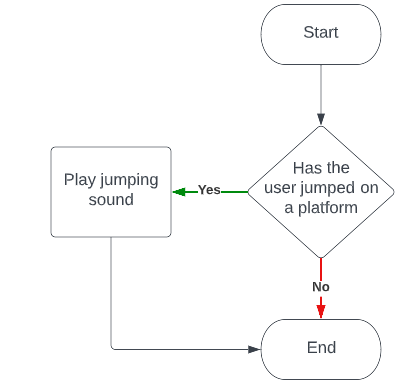 Start
Has the
user jumped on
a platform
Yes
Play jumping
sound
No
End